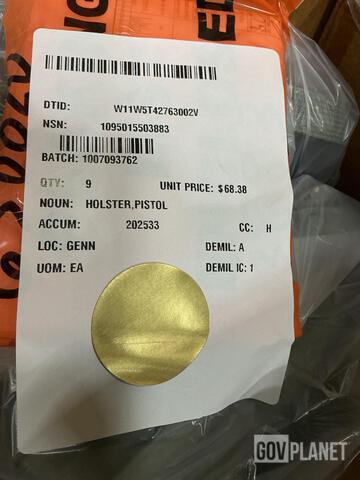 DTID: W11W5T42763002V
NSN: 1095015503883
BATCH: 1007093762
QTY: 9 UNIT PRICE: $68.38
NOUN: HOLSTER,PISTOL
ACCUM: 202533 CC: H
LOC: GENN DEMIL: A
UOM: EA DEMIL IC: 1
GOVPLANET